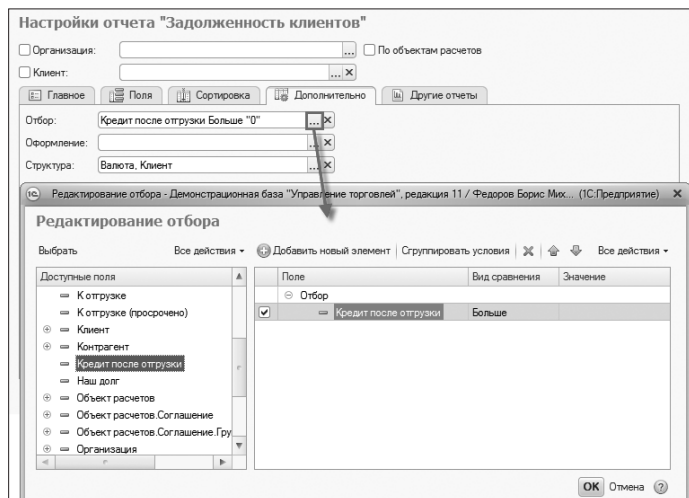 Настройки отчета "Задолженность клиентов"
Организация: ... По объектам расчетов
Клиент: ... ×
Главное Поля Сортировка Дополнительно Другие отчеты
Отбор: Кредит после отгрузки Больше "0" ... ×
Оформление: ... ×
Структура: Валюта, Клиент ... ×
1С Редактирование отбора - Демонстрационная база "Управление торговлей", редакция 11 / Федоров Борис Мих... (1С:Предприятие) ×
Редактирование отбора
Выбрать Все действия Добавить новый элемент Сгруппировать условия Все действия
Доступные поля Поле Вид сравнения Значение
К отгрузке Отбор
К отгрузке (просрочено) Кредит после отгрузки Больше
Клиент
Контрагент
Кредит после отгрузки
Наш долг
Объект расчетов
Объект расчетов.Соглашение
Объект расчетов.Соглашение.Гру
Организация
OK Отмена ?